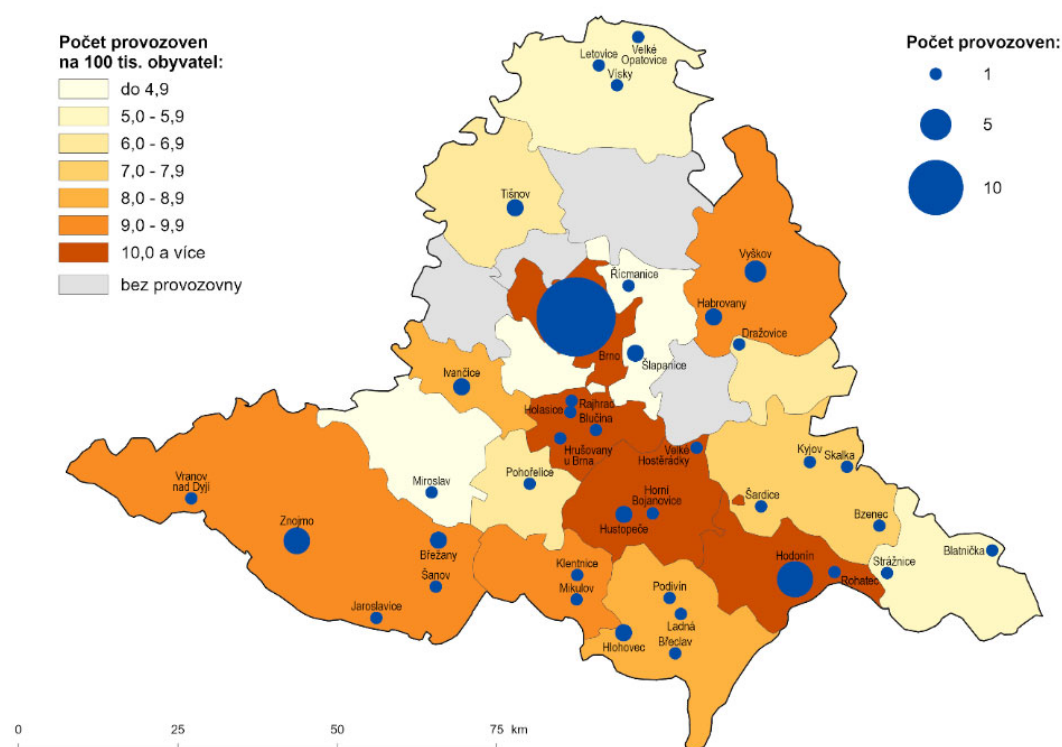 Počet provozoven
na 100 tis. obyvatel:
do 4,9
5,0 - 5,9
6,0 - 6,9
7,0 - 7,9
8,0 - 8,9
9,0 - 9,9
10,0 a více
bez provozovny
Počet provozoven:
1
5
10
Velké
Opatovice
Letovice
Vísky
Tišnov
Vyškov
Řícmanice
Habrovany
Dražovice
Brno
Šlapanice
Ivančice
Rajhrad
Holasice
Blučina
Hrušovany
u Brna
Velké
Hostěrádky
Kyjov
Skalka
Pohořelice
Miroslav
Vranov
nad Dyjí
Horní
Bojanovice
Hustopeče
Šardice
Bzenec
Znojmo
Břežany
Blatnička
Strážnice
Hodonín
Rohatec
Klentnice
Šanov
Mikulov
Podivín
Jaroslavice
Ladná
Hlohovec
Břeclav
0 25 50 75 km